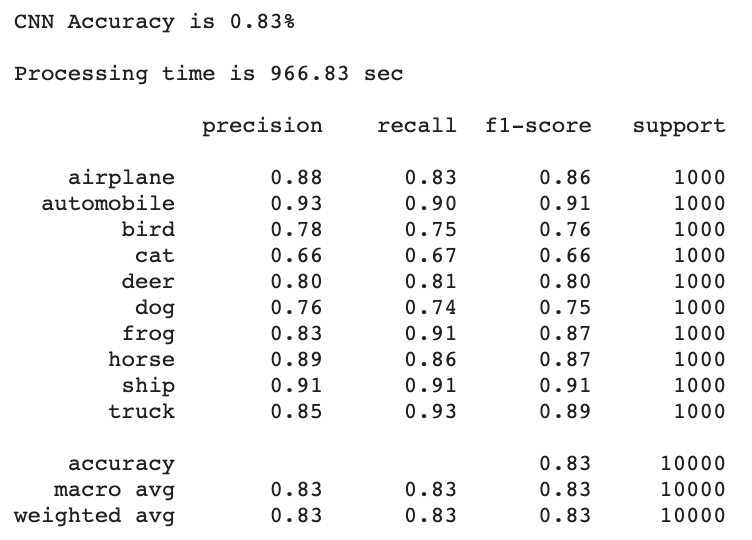 CNN Accuracy is 0.83%
Processing time is 966.83 sec
precision recall f1-score support
airplane 0.88 0.83 0.86 1000
automobile 0.93 0.90 0.91 1000
bird 0.78 0.75 0.76 1000
cat 0.66 0.67 0.66 1000
deer 0.80 0.81 0.80 1000
dog 0.76 0.74 0.75 1000
frog 0.83 0.91 0.87 1000
horse 0.89 0.86 0.87 1000
ship 0.91 0.91 0.91 1000
truck 0.85 0.93 0.89 1000
accuracy 0.83 10000
macro avg 0.83 0.83 0.83 10000
weighted avg 0.83 0.83 0.83 10000